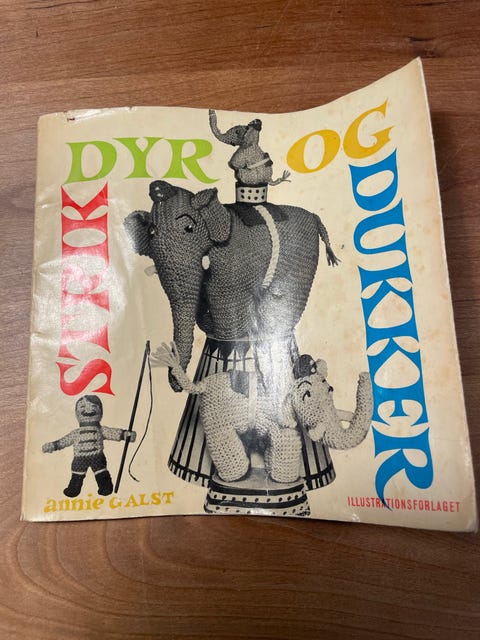 STRIK
DYR
OG
DUKKER
annie GALST
ILLUSTRATIONSFORLAGET